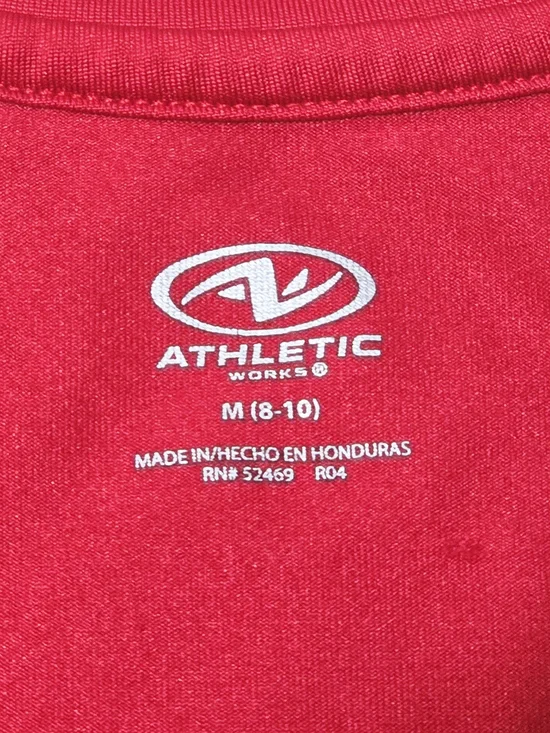 ATHLETIC
WORKS®
M (8-10)
MADE IN/HECHO EN HONDURAS
RN# 52469 R04